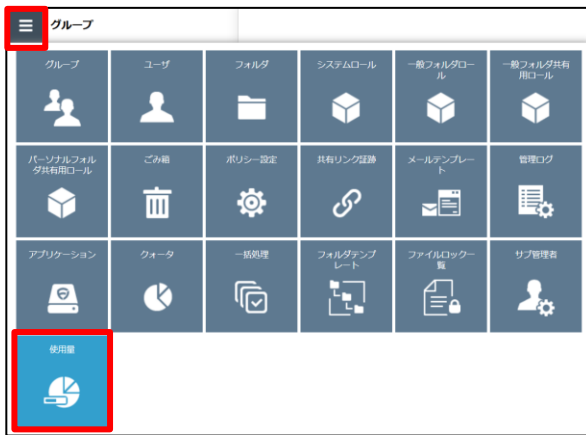 グループ
グループ
ユーザ
フォルダ
システムロール
一般フォルダロー
ル
一般フォルダ共有
用ロール
パーソナルフォル
ダ共有用ロール
ごみ箱
ポリシー設定
共有リンク証跡
メールテンプレー
ト
管理ログ
アプリケーション
クォータ
一括処理
フォルダテンプ
レート
ファイルロック一
覧
サブ管理者
使用量